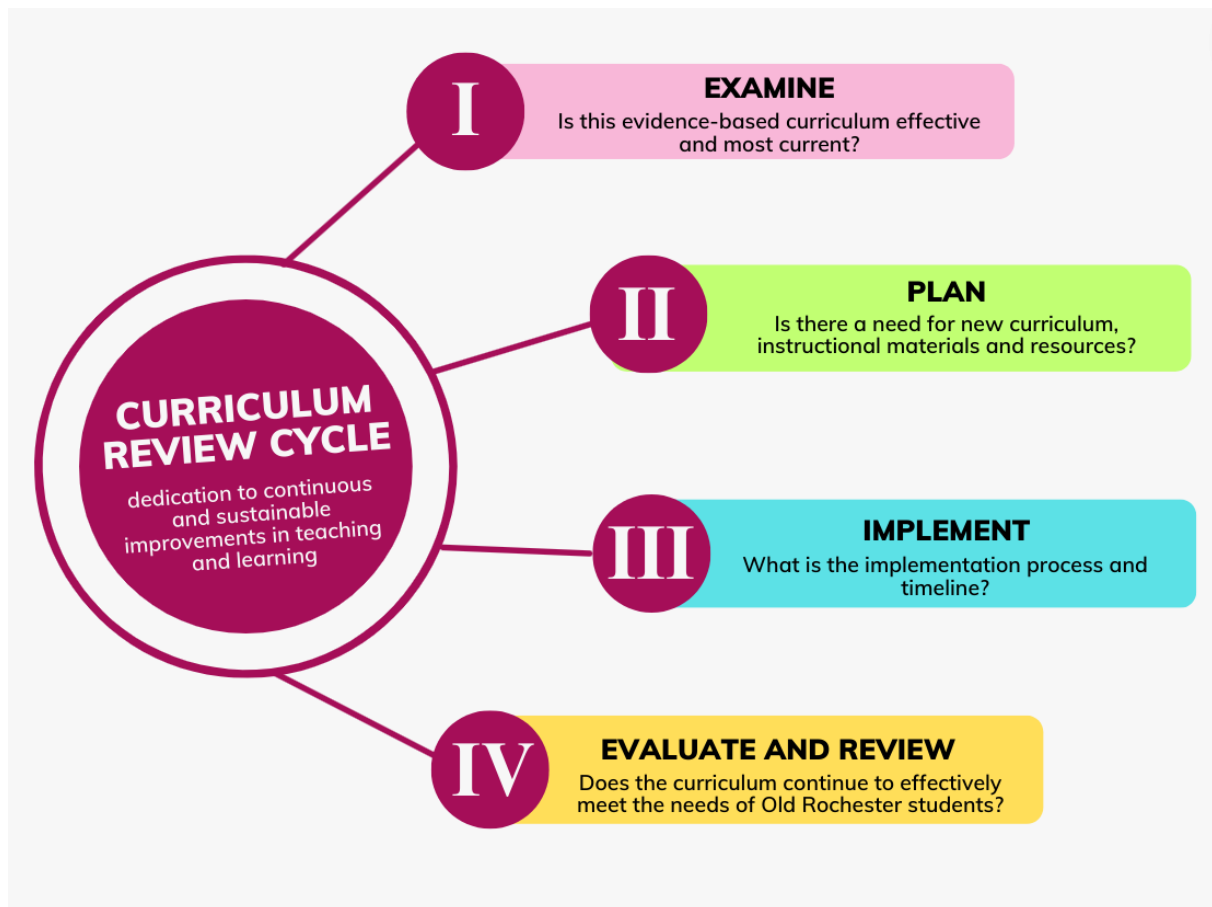 I
EXAMINE
Is this evidence-based curriculum effective
and most current?
II
PLAN
Is there a need for new curriculum,
instructional materials and resources?
CURRICULUM
REVIEW CYCLE
dedication to continuous
and sustainable
improvements in teaching
and learning
III
IMPLEMENT
What is the implementation process and
timeline?
IV
EVALUATE AND REVIEW
Does the curriculum continue to effectively
meet the needs of Old Rochester students?